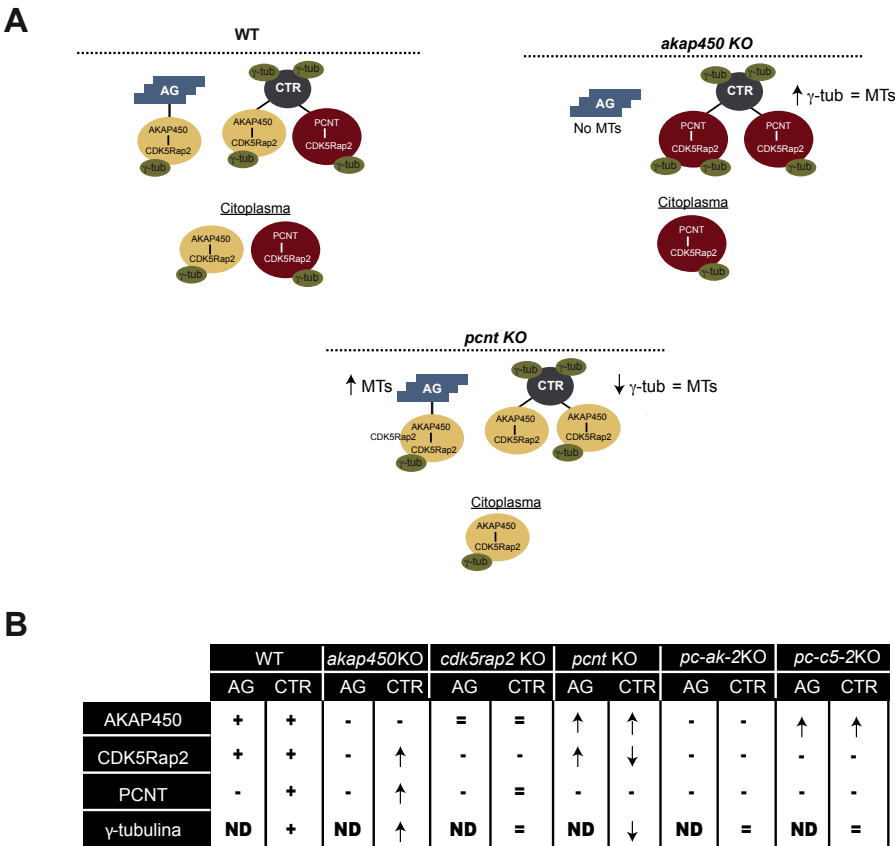 A
WT
akap450 KO
γ-tub γ-tub
AG
CTR
AKAP450
CDK5Rap2
γ-tub
AKAP450
CDK5Rap2
γ-tub
PCNT
CDK5Rap2
γ-tub
Citoplasma
AKAP450
CDK5Rap2
γ-tub
PCNT
CDK5Rap2
γ-tub
γ-tub γ-tub
AG
No MTs
CTR
↑ γ-tub = MTs
PCNT
CDK5Rap2
γ-tub γ-tub
PCNT
CDK5Rap2
γ-tub
Citoplasma
PCNT
CDK5Rap2
γ-tub
pcnt KO
↑ MTs
AG
γ-tub γ-tub
CTR
↓ γ-tub = MTs
AKAP450
CDK5Rap2
CDK5Rap2
γ-tub
AKAP450
CDK5Rap2
AKAP450
CDK5Rap2
γ-tub
Citoplasma
AKAP450
CDK5Rap2
γ-tub
B
WT akap450KO cdk5rap2 KO pcnt KO pc-ak-2KO pc-c5-2KO
AG CTR AG CTR AG CTR AG CTR AG CTR AG CTR
AKAP450 + + - - = = ↑ ↑ - - ↑ ↑
CDK5Rap2 + + - ↑ - - ↑ ↓ - - - -
PCNT - + - ↑ - = - - - - - -
γ-tubulina ND + ND ↑ ND = ND ↓ ND = ND =